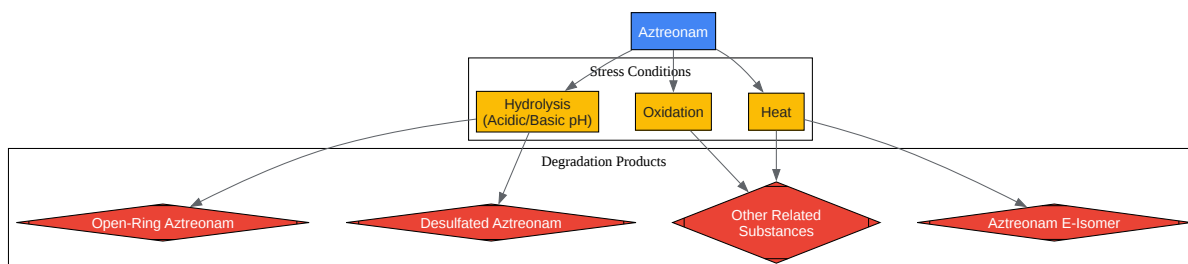 Aztreonam
Stress Conditions
Hydrolysis
(Acidic/Basic pH)
Oxidation
Heat
Degradation Products
Open-Ring Aztreonam
Desulfated Aztreonam
Other Related
Substances
Aztreonam E-Isomer